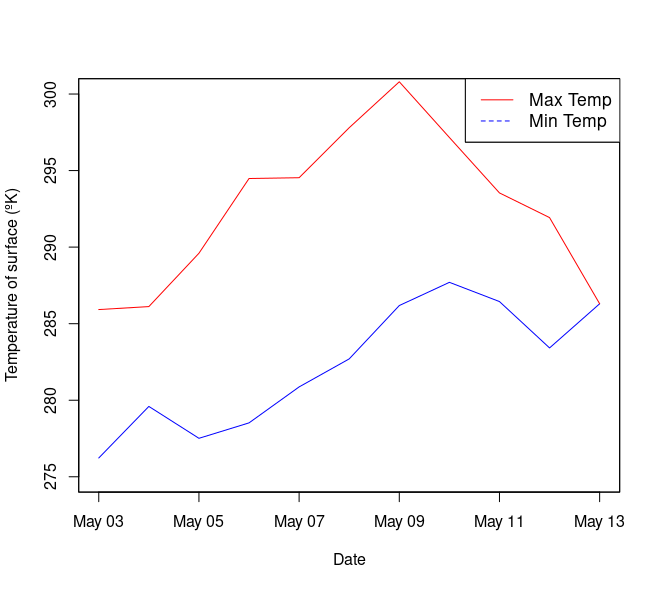 Max Temp
Min Temp
Temperature of surface (ºK)
300
295
290
285
280
275
May 03 May 05 May 07 May 09 May 11 May 13
Date